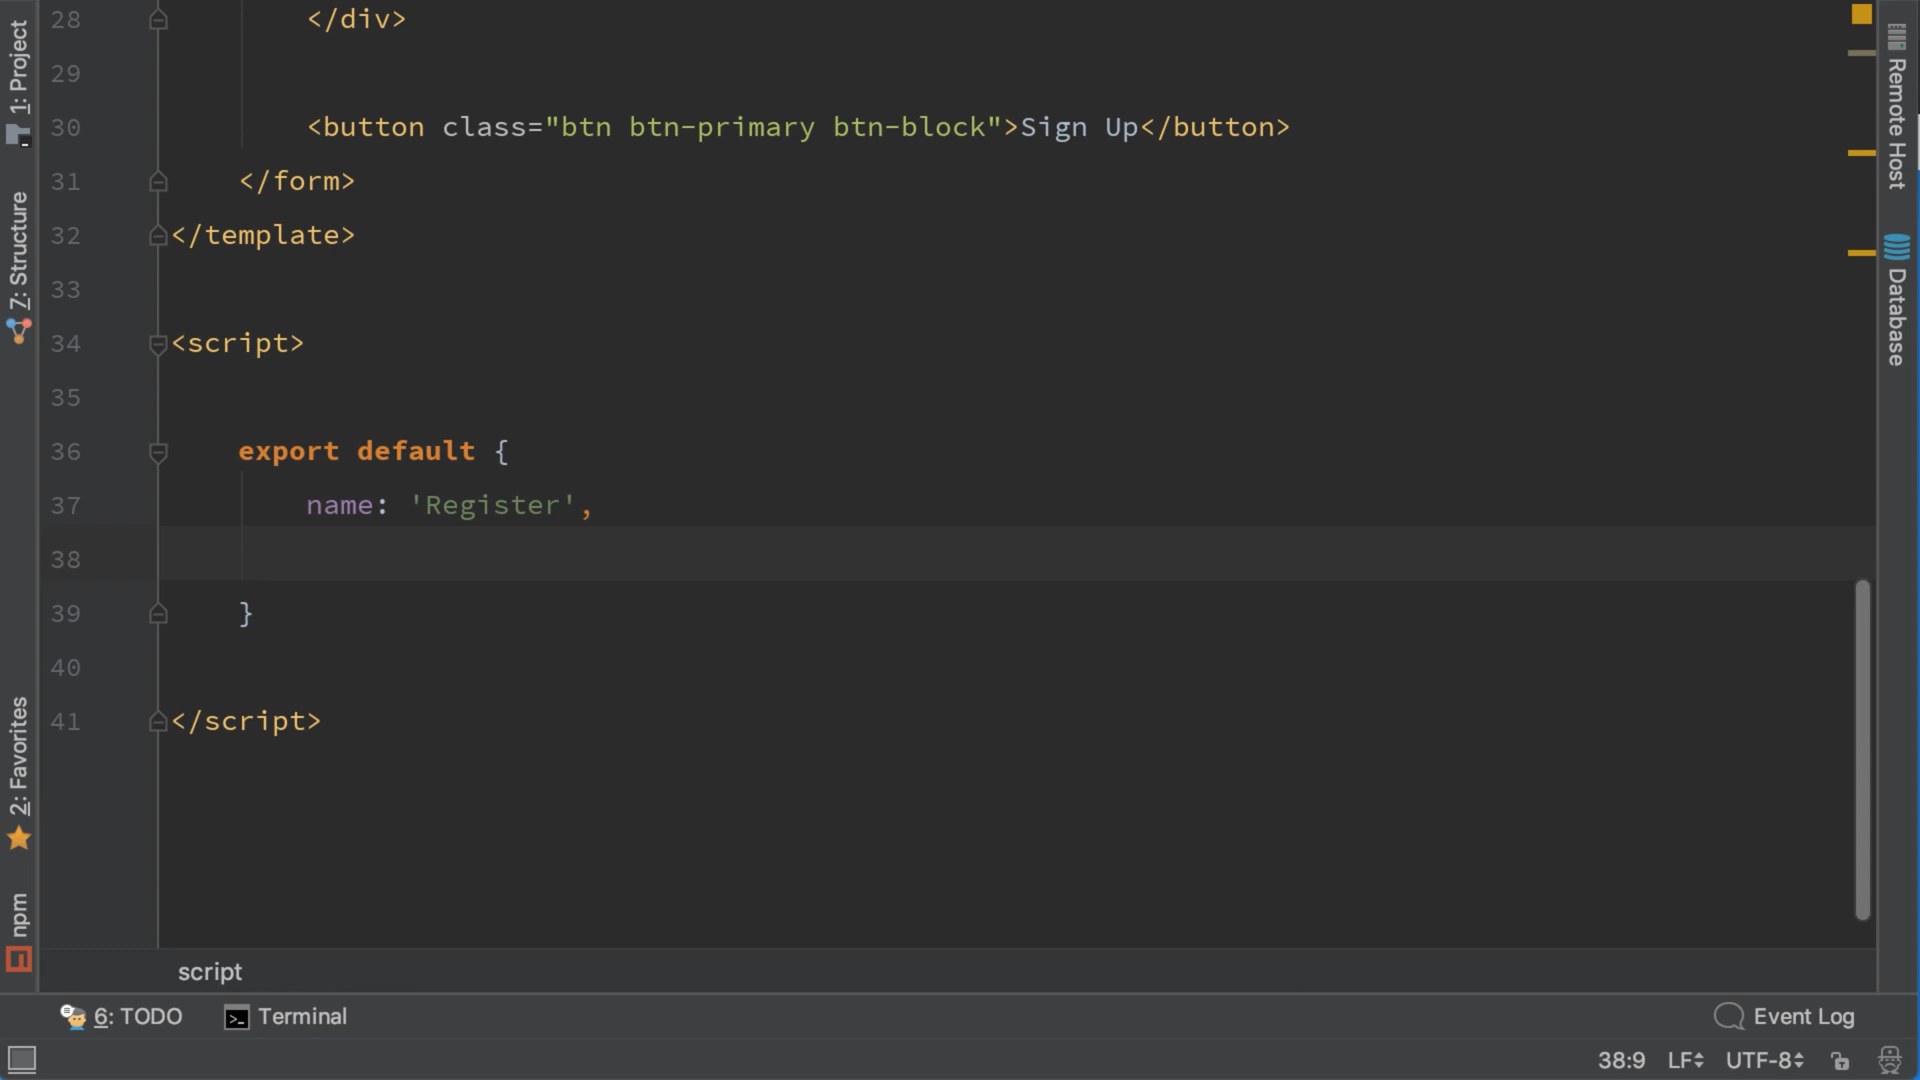 1: Project
Z: Structure
2: Favorites
npm
28 </div>
29
30 <button class="btn btn-primary btn-block">Sign Up</button>
31 </form>
32 </template>
33
34 <script>
35
36 export default {
37 name: 'Register',
38
39 }
40
41 </script>
script
Remote Host
Database
6: TODO Terminal Event Log
38:9 LF UTF-8